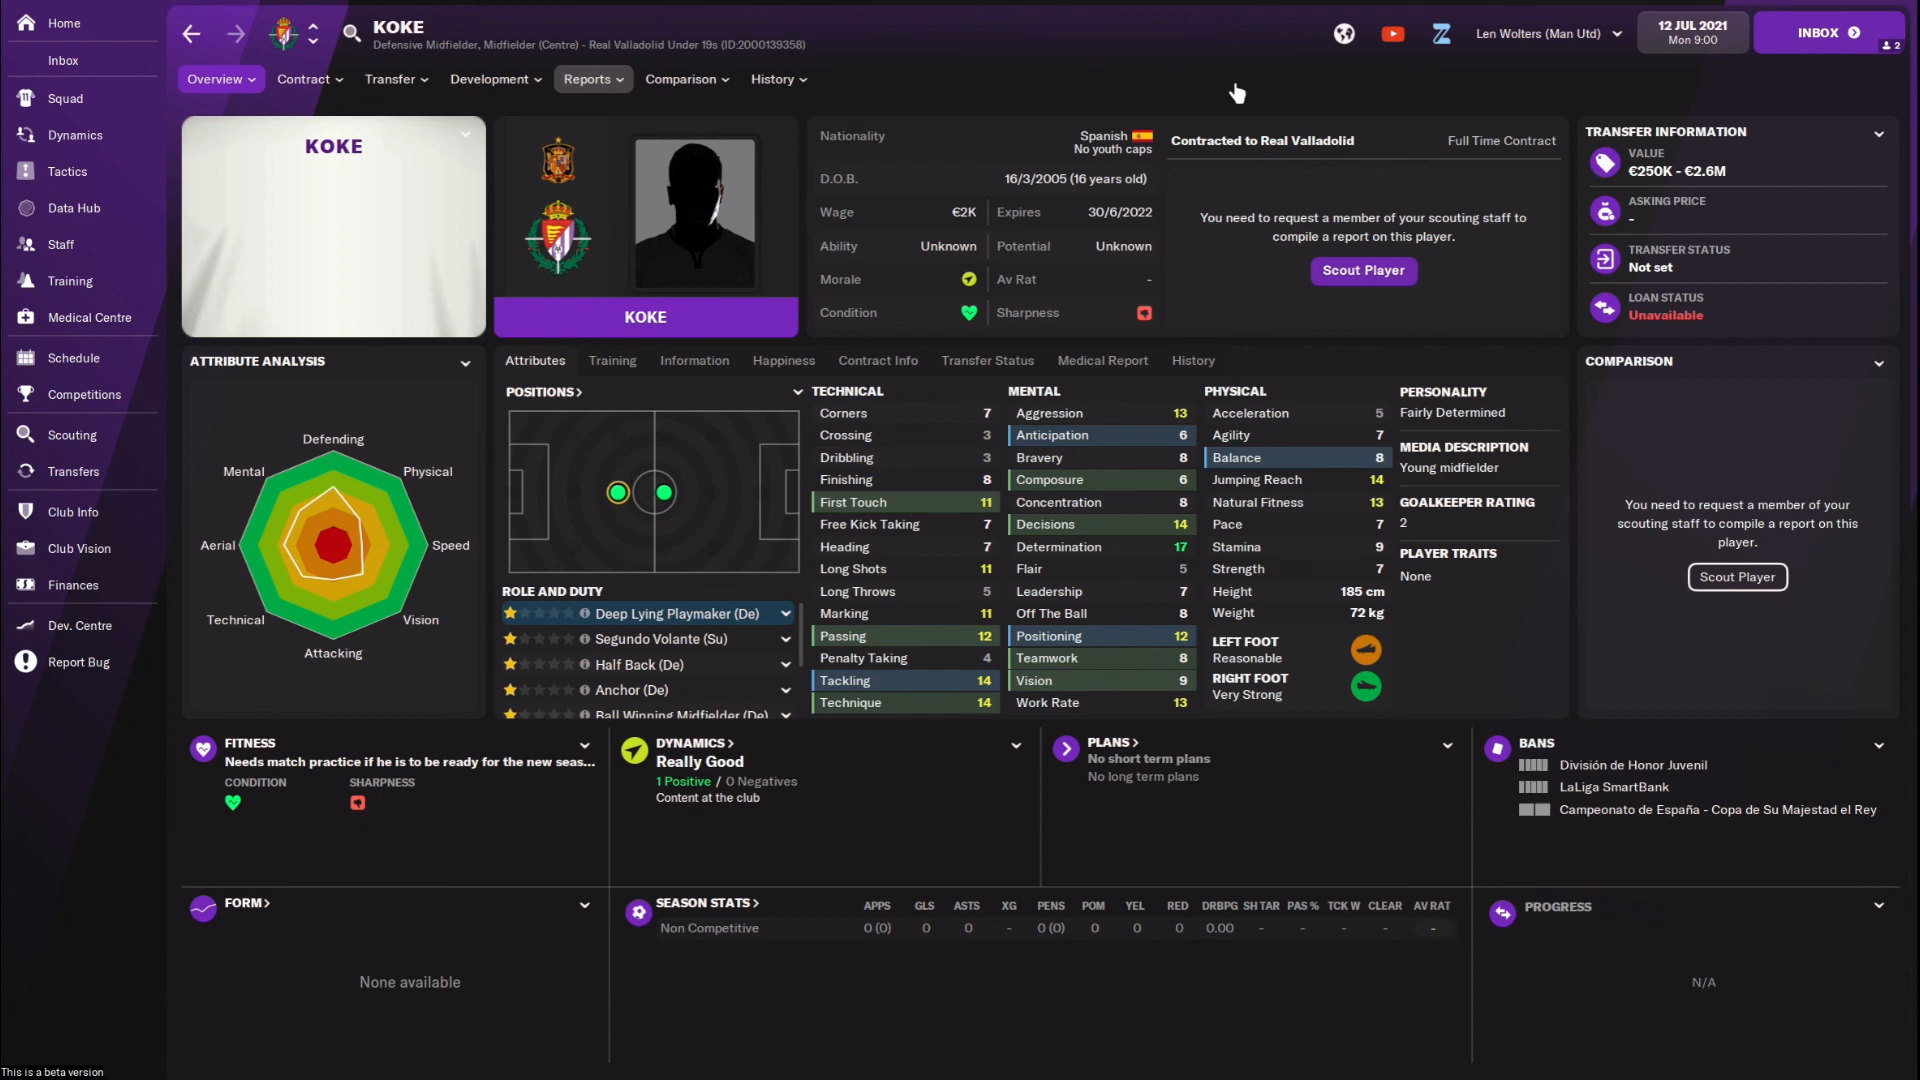 Home
Inbox
Squad
Dynamics
Tactics
Data Hub
Staff
Training
Medical Centre
Schedule
Competitions
Scouting
Transfers
Club Info
Club Vision
Finances
Dev. Centre
Report Bug
This is a beta version
KOKE
Defensive Midfielder, Midfielder (Centre) - Real Valladolid Under 19s (ID:2000139358)
Len Wolters (Man Utd)
12 JUL 2021
Mon 9:00
INBOX
2
Overview Contract Transfer Development Reports Comparison History
KOKE
KOKE
Nationality Spanish
No youth caps
D.O.B. 16/3/2005 (16 years old)
Wage €2K Expires 30/6/2022
Ability Unknown Potential Unknown
Morale Av Rat -
Condition Sharpness
Contracted to Real Valladolid Full Time Contract
You need to request a member of your scouting staff to
compile a report on this player.
Scout Player
TRANSFER INFORMATION
VALUE
€250K - €2.6M
ASKING PRICE
-
TRANSFER STATUS
Not set
LOAN STATUS
Unavailable
ATTRIBUTE ANALYSIS
Defending
Mental Physical
Aerial Speed
Technical Vision
Attacking
Attributes Training Information Happiness Contract Info Transfer Status Medical Report History
POSITIONS>
ROLE AND DUTY
Deep Lying Playmaker (De)
Segundo Volante (Su)
Half Back (De)
Anchor (De)
Ball Winning Midfielder (De)
TECHNICAL
Corners 7
Crossing 3
Dribbling 3
Finishing 8
First Touch 11
Free Kick Taking 7
Heading 7
Long Shots 11
Long Throws 5
Marking 11
Passing 12
Penalty Taking 4
Tackling 14
Technique 14
MENTAL
Aggression 13
Anticipation 6
Bravery 8
Composure 6
Concentration 8
Decisions 14
Determination 17
Flair 5
Leadership 7
Off The Ball 8
Positioning 12
Teamwork 8
Vision 9
Work Rate 13
PHYSICAL
Acceleration 5
Agility 7
Balance 8
Jumping Reach 14
Natural Fitness 13
Pace 7
Stamina 9
Strength 7
Height 185 cm
Weight 72 kg
LEFT FOOT
Reasonable
RIGHT FOOT
Very Strong
PERSONALITY
Fairly Determined
MEDIA DESCRIPTION
Young midfielder
GOALKEEPER RATING
2
PLAYER TRAITS
None
COMPARISON
You need to request a member of your
scouting staff to compile a report on this
player.
Scout Player
FITNESS
Needs match practice if he is to be ready for the new seas...
CONDITION SHARPNESS
DYNAMICS>
Really Good
1 Positive / 0 Negatives
Content at the club
PLANS>
No short term plans
No long term plans
BANS
División de Honor Juvenil
LaLiga SmartBank
Campeonato de España - Copa de Su Majestad el Rey
FORM>
None available
SEASON STATS> APPS GLS ASTS XG PENS POM YEL RED DRBPG SH TAR PAS % TCK W CLEAR AV RAT
Non Competitive 0 (0) 0 0 - 0 (0) 0 0 0 0.00 - - - - -
PROGRESS
N/A